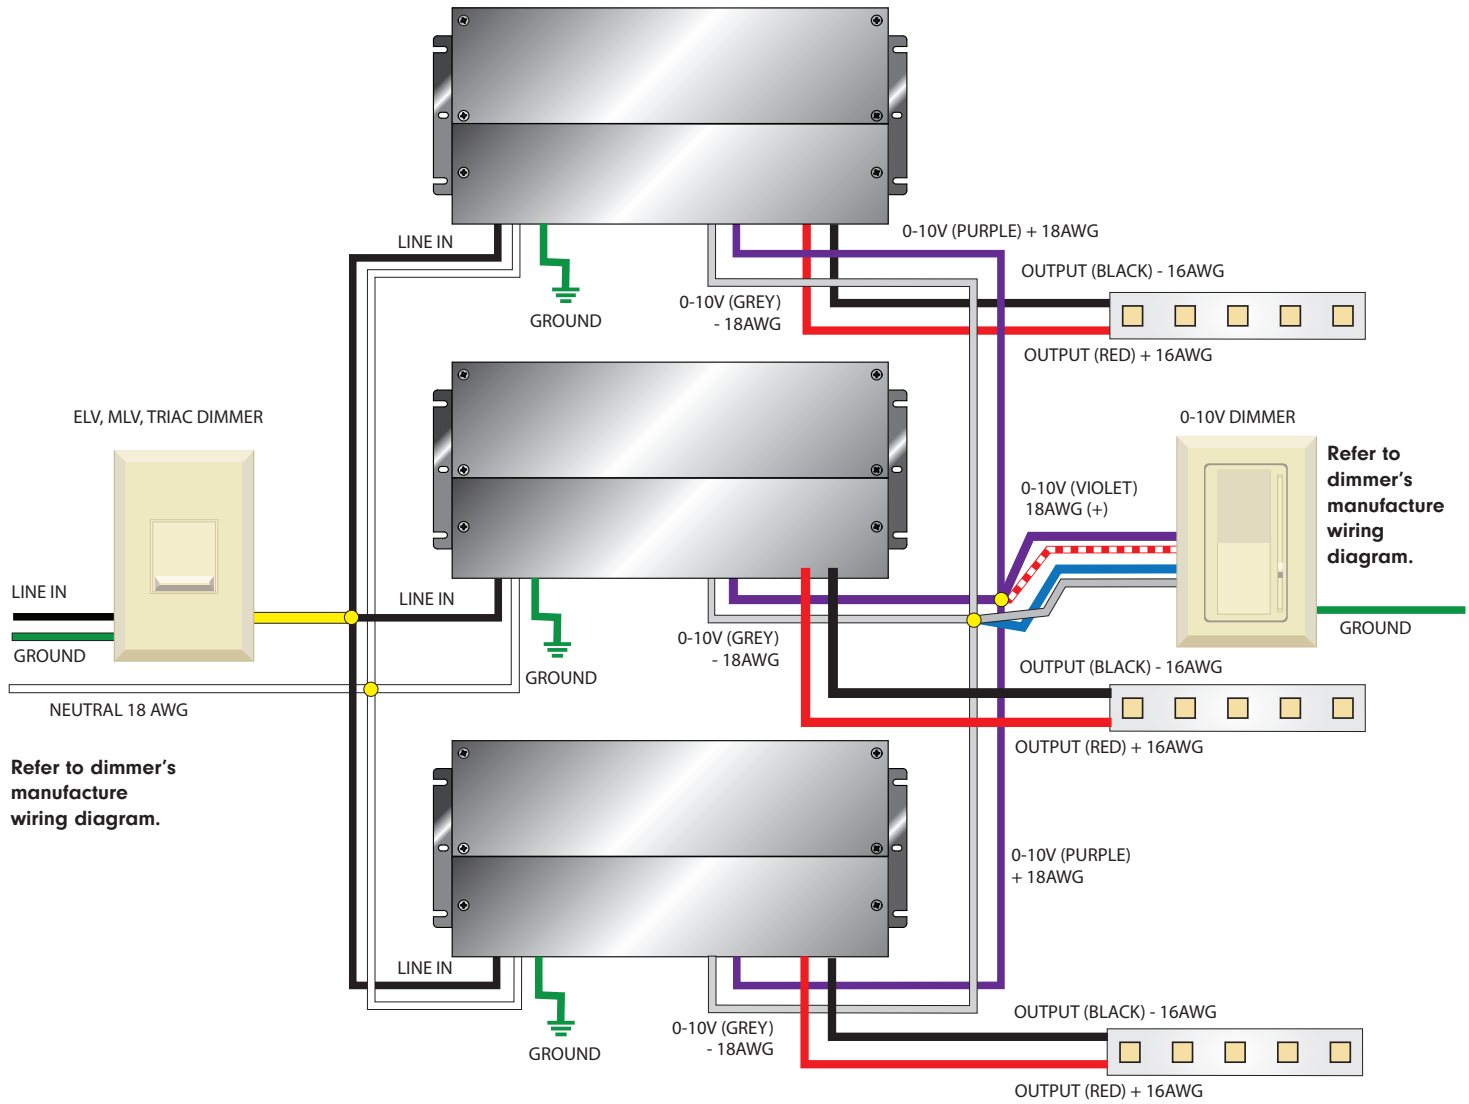 LINE IN
0-10V (PURPLE) + 18AWG
OUTPUT (BLACK) - 16AWG
0-10V (GREY)
- 18AWG
GROUND
OUTPUT (RED) + 16AWG
ELV, MLV, TRIAC DIMMER
0-10V DIMMER
Refer to
dimmer's
manufacture
wiring
diagram.
0-10V (VIOLET)
18AWG (+)
LINE IN
LINE IN
GROUND
GROUND
0-10V (GREY)
- 18AWG
GROUND
OUTPUT (BLACK) - 16AWG
NEUTRAL 18 AWG
OUTPUT (RED) + 16AWG
Refer to dimmer's
manufacture
wiring diagram.
0-10V (PURPLE)
+ 18AWG
LINE IN
0-10V (GREY)
- 18AWG
GROUND
OUTPUT (BLACK) - 16AWG
OUTPUT (RED) + 16AWG